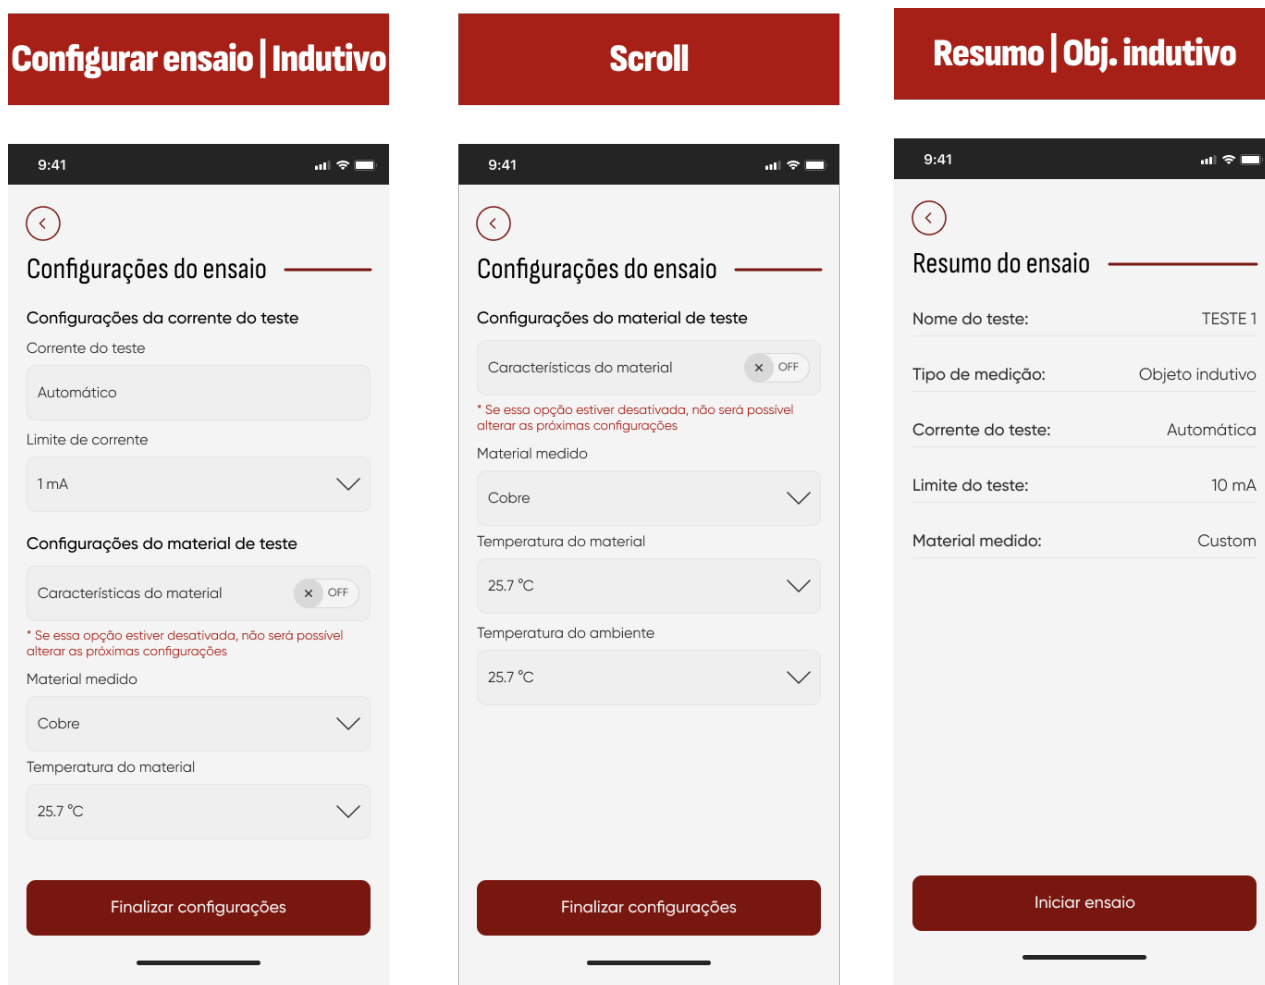 Configurar ensaio | Indutivo
9:41
Configurações do ensaio
Configurações da corrente do teste
Corrente do teste
Automático
Limite de corrente
1 mA
Configurações do material de teste
Características do material
OFF
* Se essa opção estiver desativada, não será possível
alterar as próximas configurações
Material medido
Cobre
Temperatura do material
25.7 °C
Finalizar configurações
Scroll
9:41
Configurações do ensaio
Configurações do material de teste
Características do material
OFF
* Se essa opção estiver desativada, não será possível
alterar as próximas configurações
Material medido
Cobre
Temperatura do material
25.7 °C
Temperatura do ambiente
25.7 °C
Finalizar configurações
Resumo | Obj. indutivo
9:41
Resumo do ensaio
Nome do teste: TESTE 1
Tipo de medição: Objeto indutivo
Corrente do teste: Automática
Limite do teste: 10 mA
Material medido: Custom
Iniciar ensaio